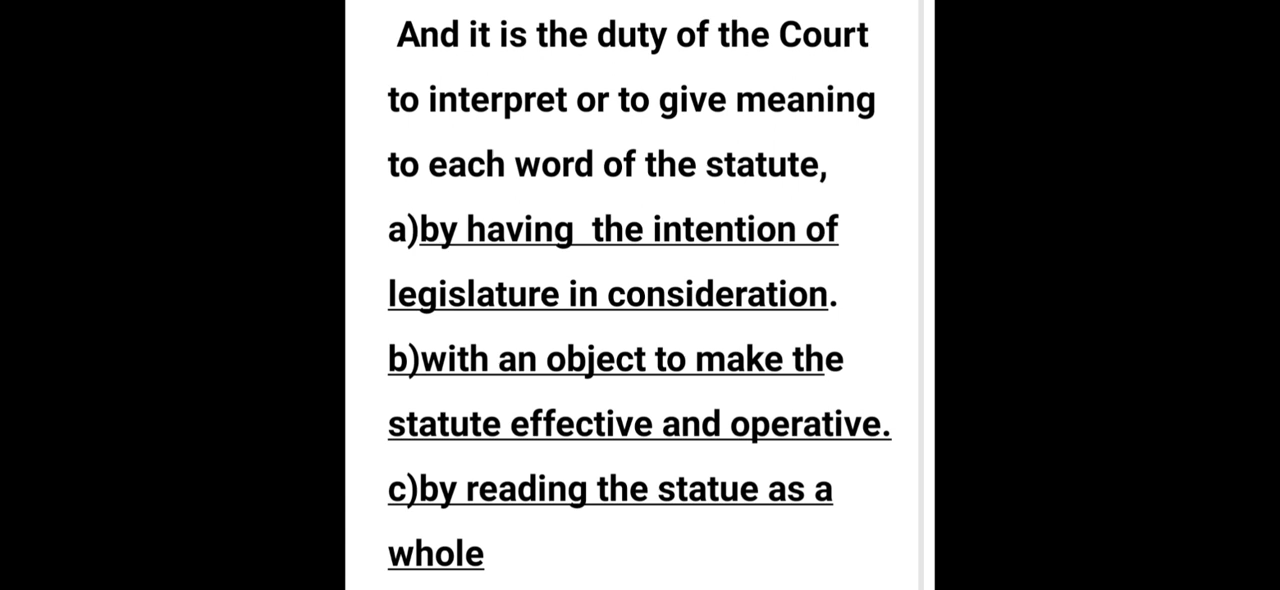 And it is the duty of the Court
to interpret or to give meaning
to each word of the statute,
a)by having  the intention of
legislature in consideration.
b)with an object to make the
statute effective and operative.
c)by reading the statue as a
whole